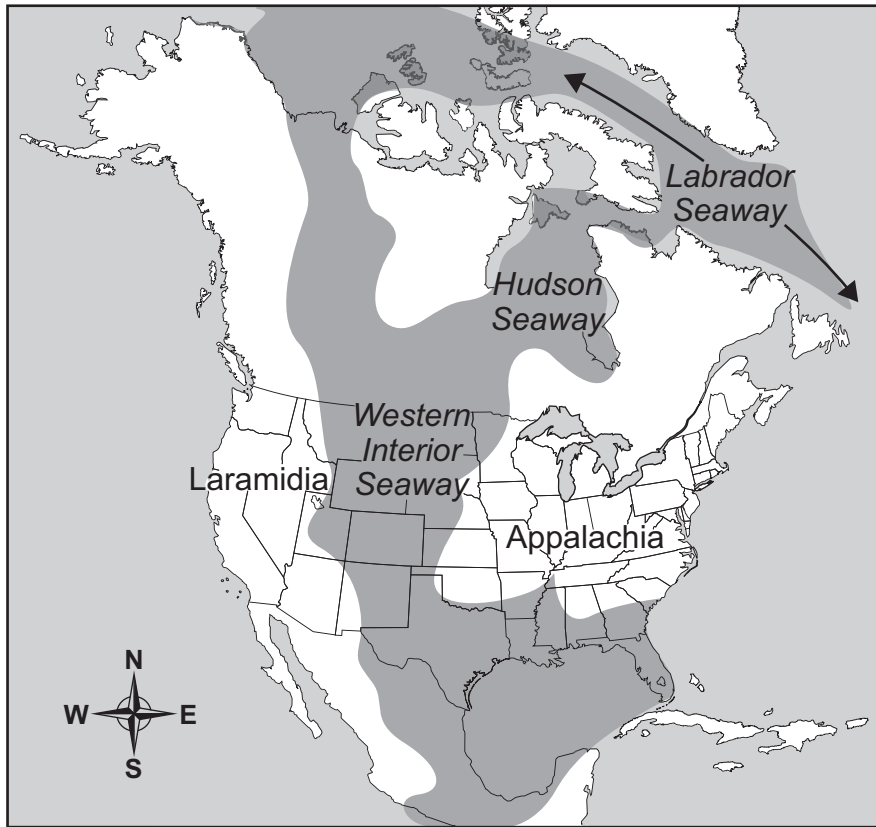 Labrador
Seaway
Hudson
Seaway
Western
Interior
Seaway
Laramidia
Appalachia
N
W E
S